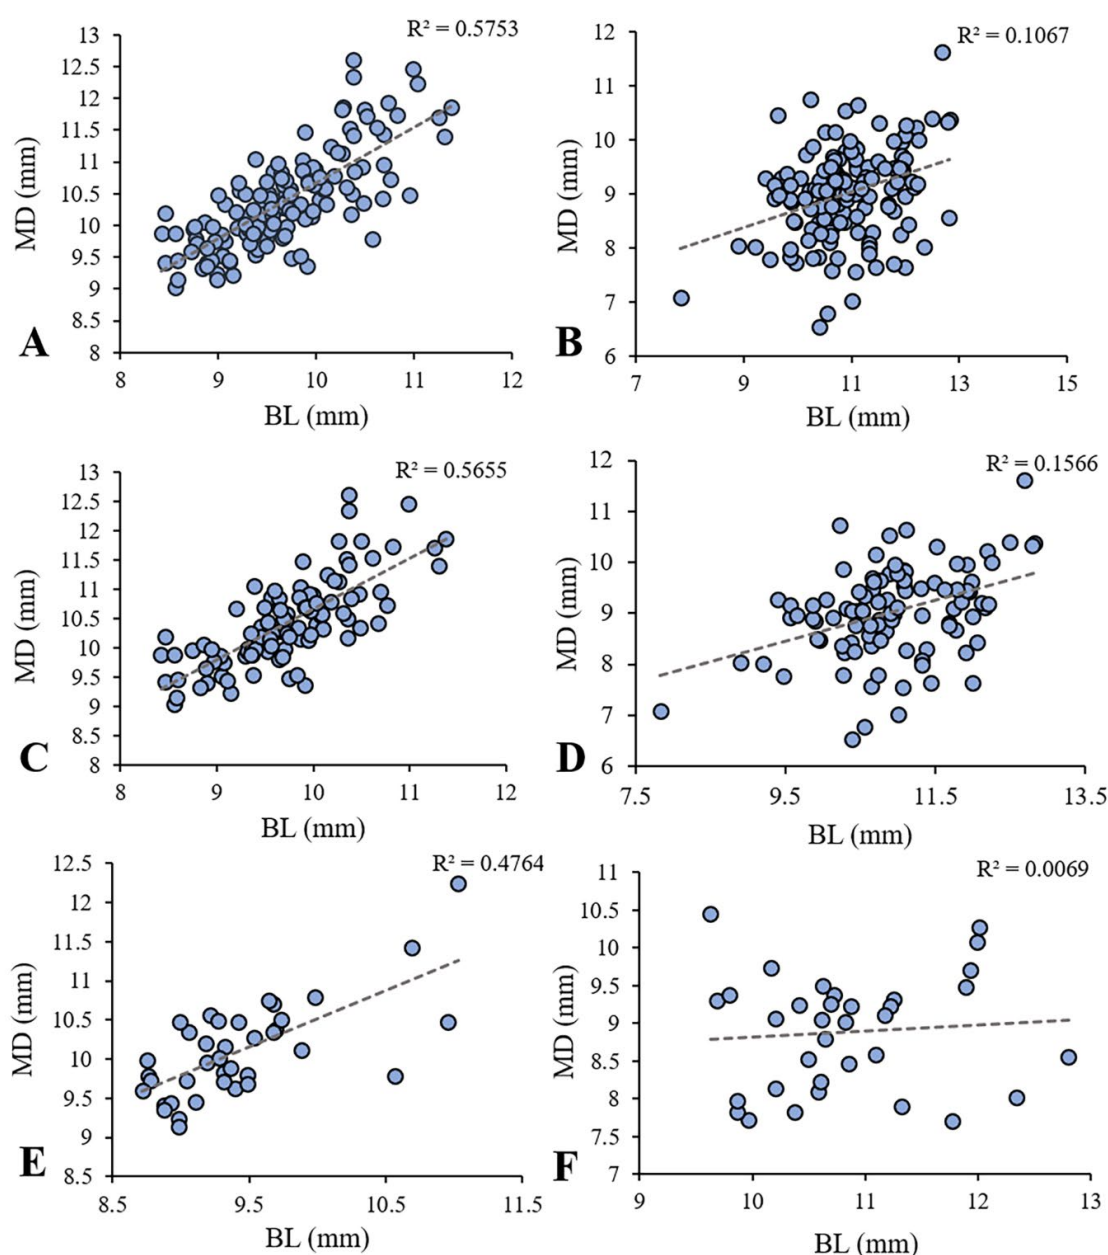 R² = 0.5753
13
12.5
12
11.5
11
10.5
10
9.5
9
8.5
8
MD (mm)
8 9 10 11 12
BL (mm)
A
R² = 0.1067
12
11
10
9
8
7
6
MD (mm)
7 9 11 13 15
BL (mm)
B
R² = 0.5655
13
12.5
12
11.5
11
10.5
10
9.5
9
8.5
8
MD (mm)
8 9 10 11 12
BL (mm)
C
R² = 0.1566
12
11
10
9
8
7
6
MD (mm)
7.5 9.5 11.5 13.5
BL (mm)
D
R² = 0.4764
12.5
12
11.5
11
10.5
10
9.5
9
8.5
MD (mm)
8.5 9.5 10.5 11.5
BL (mm)
E
R² = 0.0069
11
10.5
10
9.5
9
8.5
8
7.5
7
MD (mm)
9 10 11 12 13
BL (mm)
F